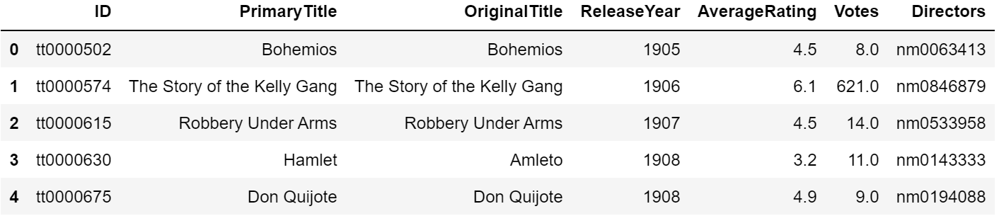 ID PrimaryTitle OriginalTitle ReleaseYear AverageRating Votes Directors
0 tt0000502 Bohemios Bohemios 1905 4.5 8.0 nm0063413
1 tt0000574 The Story of the Kelly Gang The Story of the Kelly Gang 1906 6.1 621.0 nm0846879
2 tt0000615 Robbery Under Arms Robbery Under Arms 1907 4.5 14.0 nm0533958
3 tt0000630 Hamlet Amleto 1908 3.2 11.0 nm0143333
4 tt0000675 Don Quijote Don Quijote 1908 4.9 9.0 nm0194088